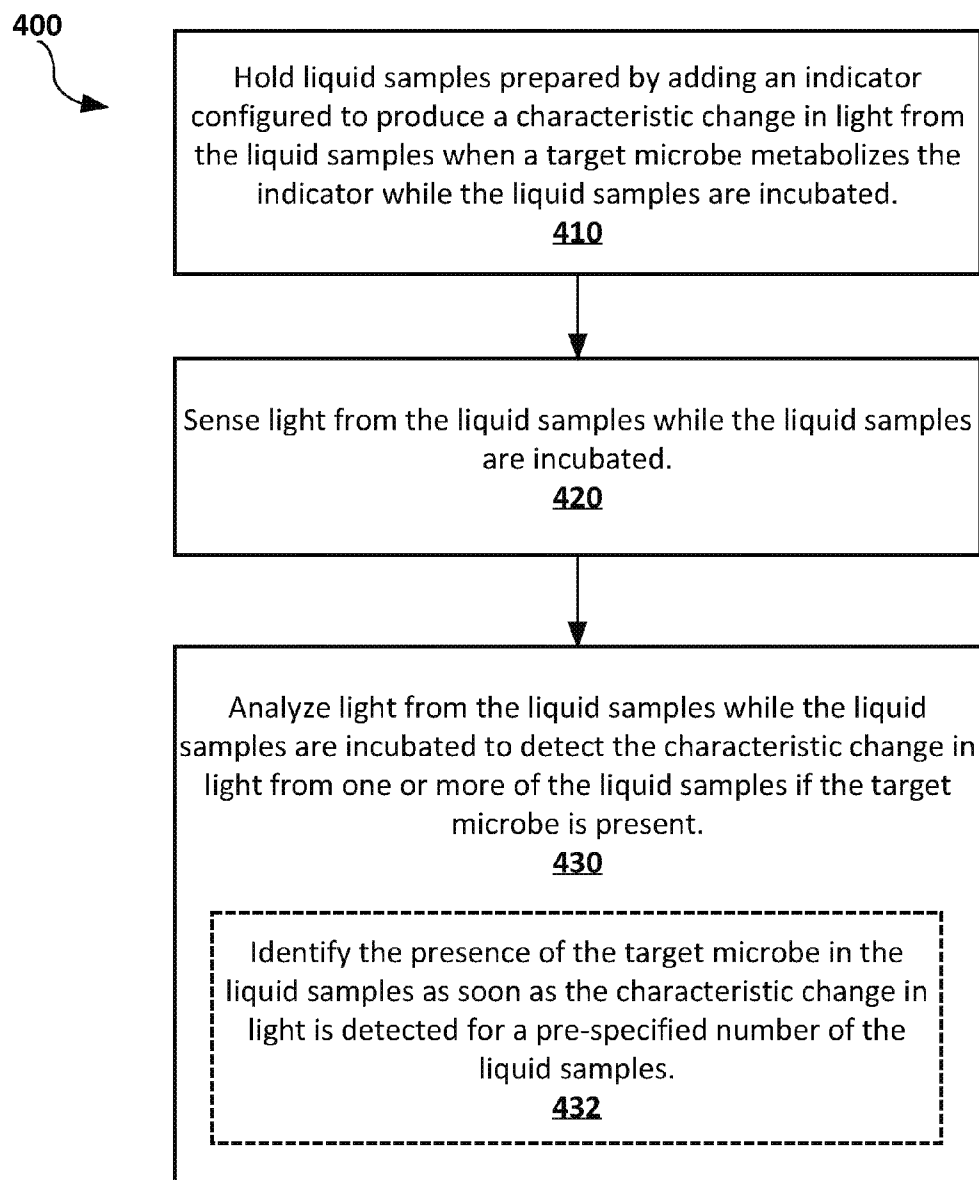 400
Hold liquid samples prepared by adding an indicator
configured to produce a characteristic change in light from
the liquid samples when a target microbe metabolizes the
indicator while the liquid samples are incubated.
410
Sense light from the liquid samples while the liquid samples
are incubated.
420
Analyze light from the liquid samples while the liquid
samples are incubated to detect the characteristic change in
light from one or more of the liquid samples if the target
microbe is present.
430
Identify the presence of the target microbe in the
liquid samples as soon as the characteristic change in
light is detected for a pre-specified number of the
liquid samples.
432